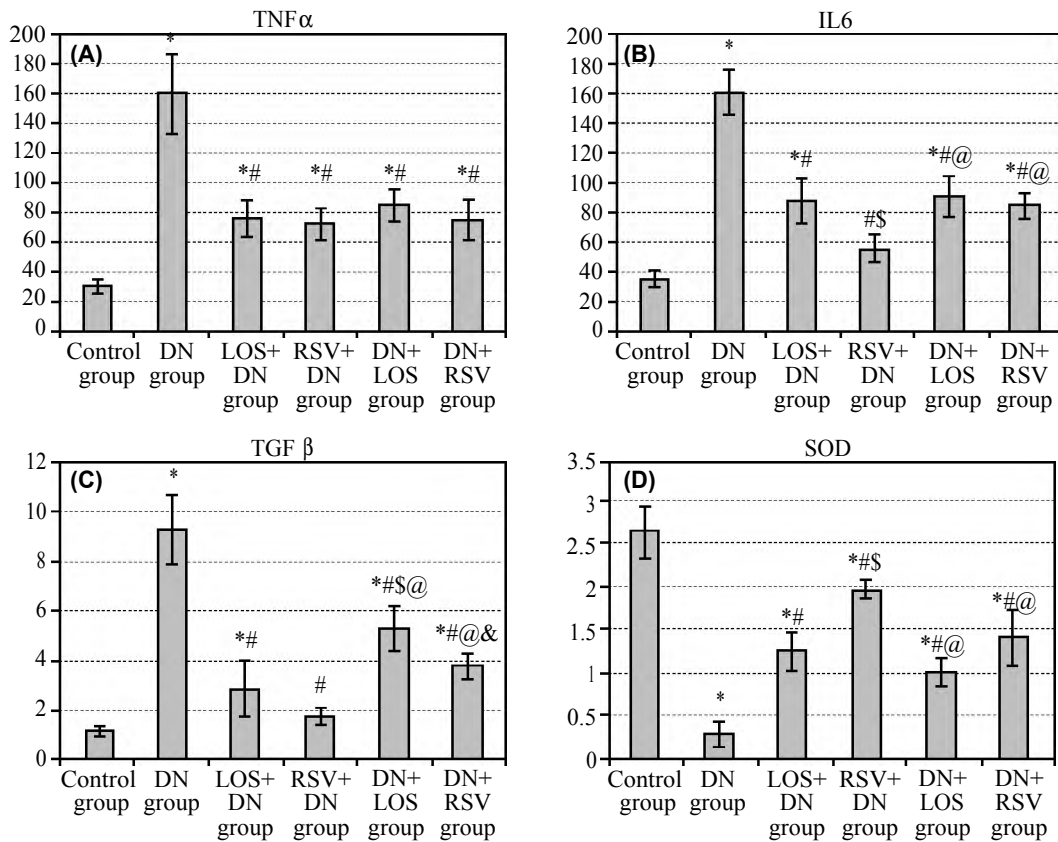 TNFα
(A)
200
180
160
140
120
100
80
60
40
20
0
*
*#
*#
*#
*#
Control group
DN group
LOS+ DN group
RSV+ DN group
DN+ LOS group
DN+ RSV group
IL6
(B)
200
180
160
140
120
100
80
60
40
20
0
*
*#
#$
*#@
*#@
Control group
DN group
LOS+ DN group
RSV+ DN group
DN+ LOS group
DN+ RSV group
TGF β
(C)
12
10
8
6
4
2
0
*
*#
#
*#$@
*#@&
Control group
DN group
LOS+ DN group
RSV+ DN group
DN+ LOS group
DN+ RSV group
SOD
(D)
3.5
3
2.5
2
1.5
1
0.5
0
*
*#
*#$
*#@
*#@
Control group
DN group
LOS+ DN group
RSV+ DN group
DN+ LOS group
DN+ RSV group